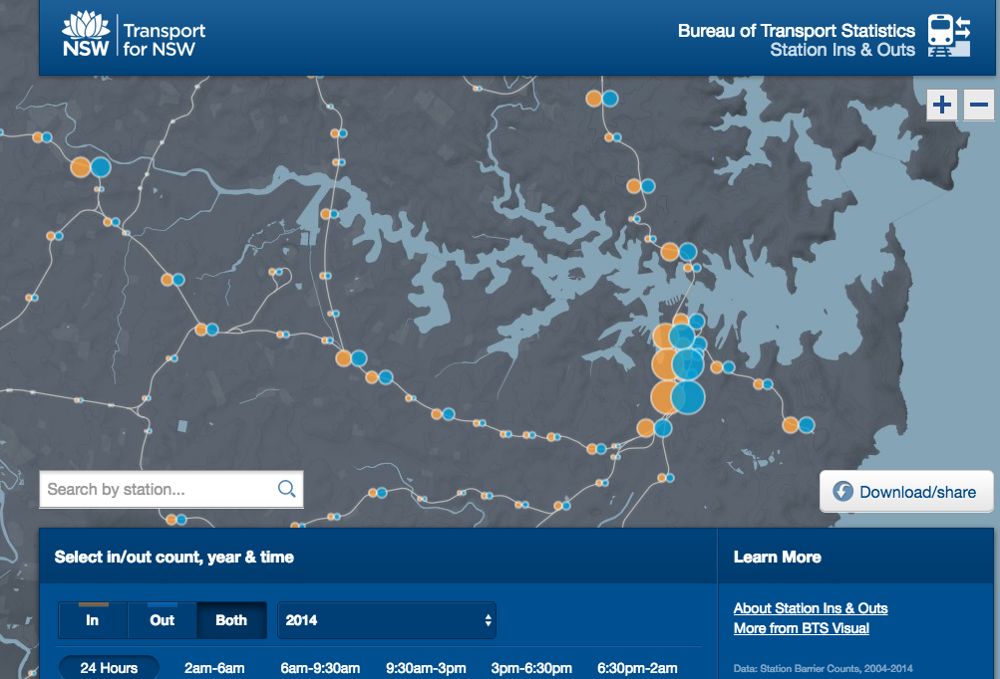 NSW
Transport
for NSW
Bureau of Transport Statistics
Station Ins & Outs
+
−
Search by station...
Download/share
Select in/out count, year & time
Learn More
In
Out
Both
2014
About Station Ins & Outs
More from BTS Visual
24 Hours
2am-6am
6am-9:30am
9:30am-3pm
3pm-6:30pm
6:30pm-2am
Data: Station Barrier Counts, 2004-2014